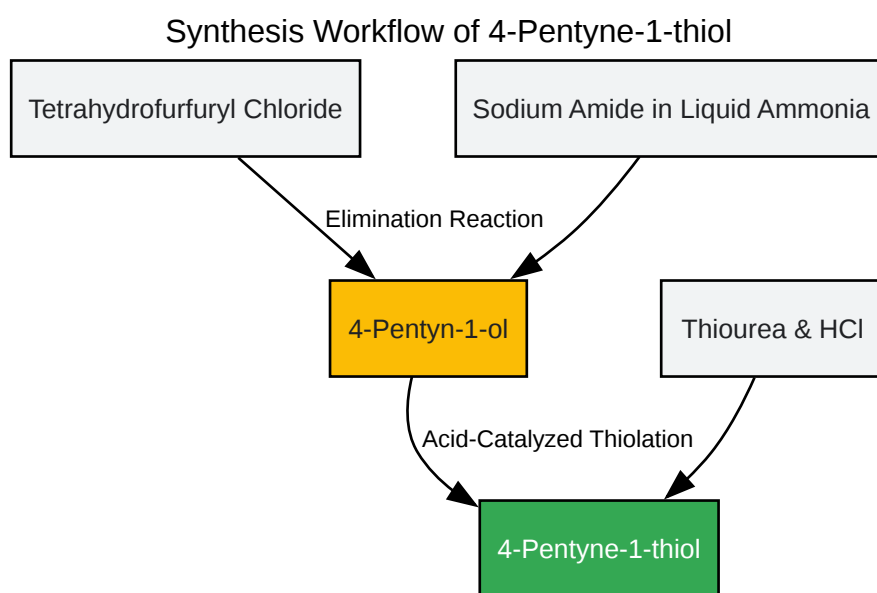 Synthesis Workflow of 4-Pentyne-1-thiol
Tetrahydrofurfuryl Chloride
Sodium Amide in Liquid Ammonia
Elimination Reaction
4-Pentyn-1-ol
Thiourea & HCl
Acid-Catalyzed Thiolation
4-Pentyne-1-thiol